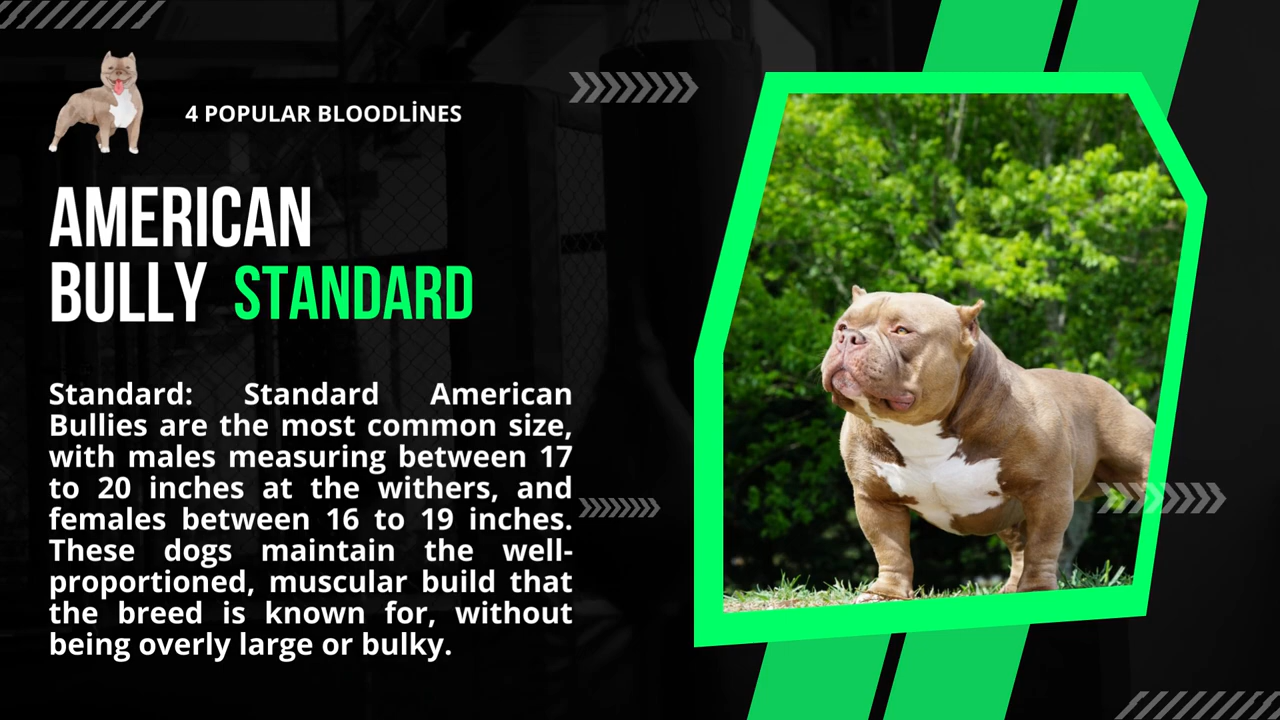 4 POPULAR BLOODLİNES
AMERICAN
BULLY STANDARD
Standard: Standard American
Bullies are the most common size,
with males measuring between 17
to 20 inches at the withers, and
females between 16 to 19 inches.
These dogs maintain the well-
proportioned, muscular build that
the breed is known for, without
being overly large or bulky.